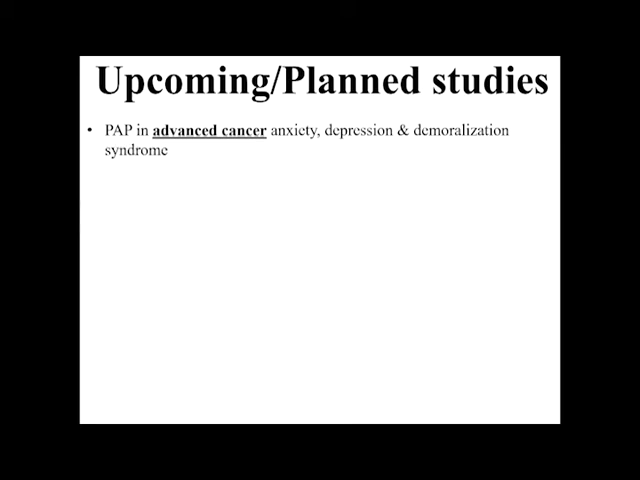 Upcoming/Planned studies
• PAP in advanced cancer anxiety, depression & demoralization
syndrome